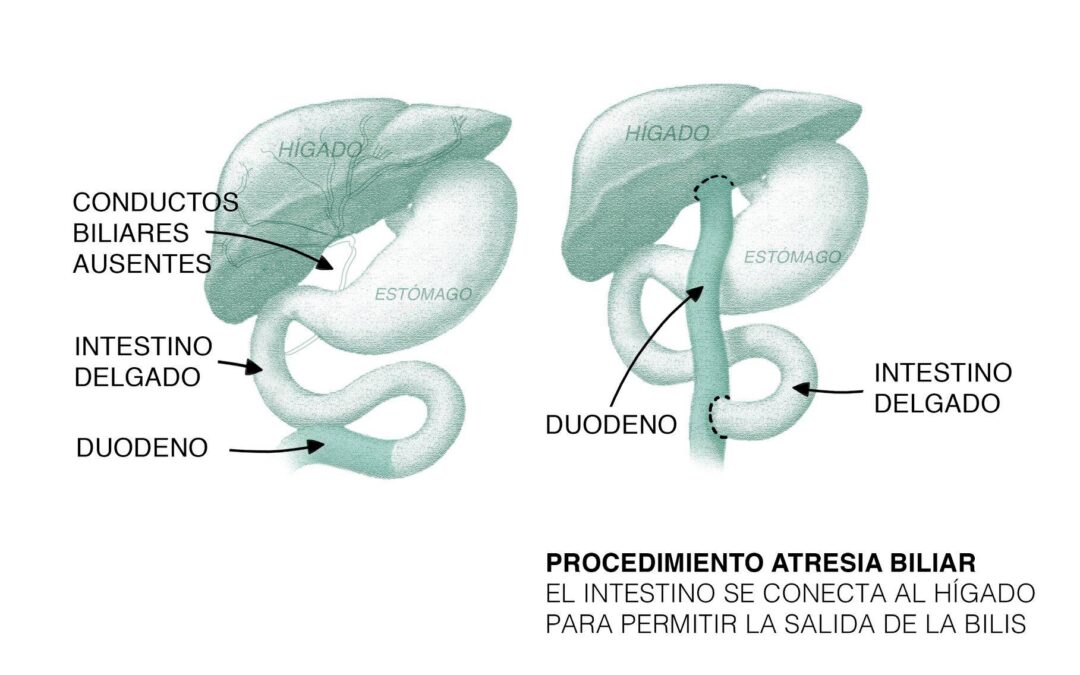 HÍGADO
CONDUCTOS
BILIARES
AUSENTES
ESTÓMAGO
INTESTINO
DELGADO
DUODENO
HÍGADO
ESTÓMAGO
DUODENO
INTESTINO
DELGADO
PROCEDIMIENTO ATRESIA BILIAR
EL INTESTINO SE CONECTA AL HÍGADO
PARA PERMITIR LA SALIDA DE LA BILIS